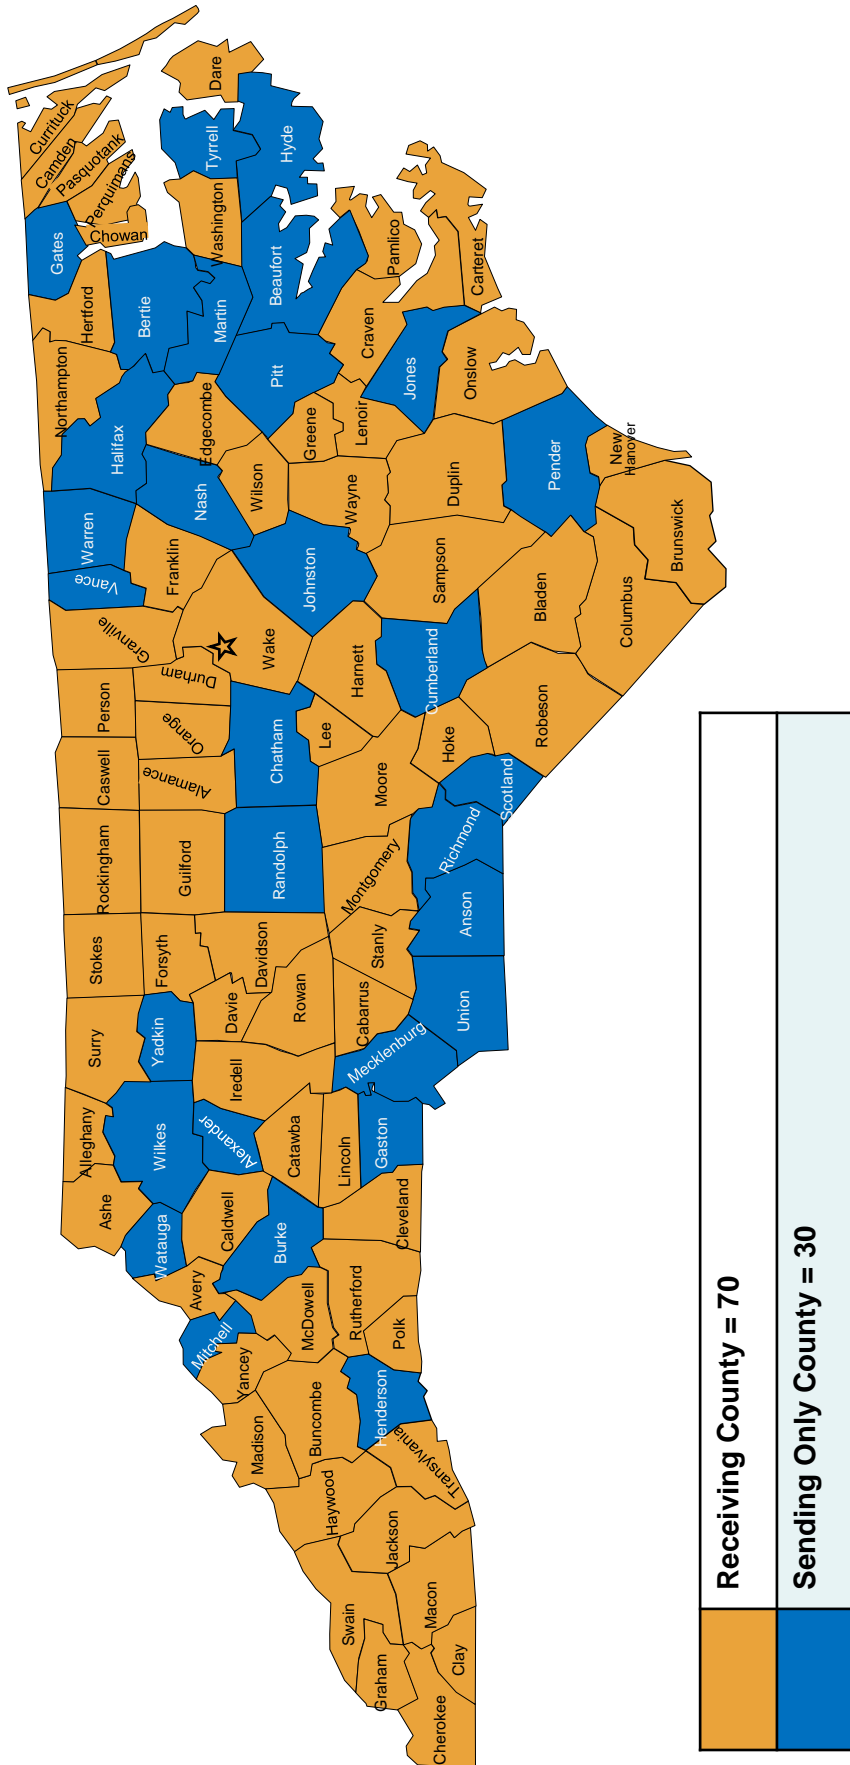 Cherokee
Graham
Clay
Swain
Macon
Jackson
Haywood
Transylvania
Madison
Buncombe
Henderson
Yancey
Mitchell
McDowell
Polk
Rutherford
Avery
Watauga
Caldwell
Burke
Cleveland
Ashe
Alleghany
Wilkes
Alexander
Catawba
Lincoln
Gaston
Surry
Yadkin
Iredell
Mecklenburg
Stokes
Forsyth
Davie
Davidson
Rowan
Cabarrus
Stanly
Union
Anson
Rockingham
Guilford
Randolph
Montgomery
Richmond
Caswell
Alamance
Chatham
Moore
Scotland
Person
Orange
Durham
Lee
Hoke
Robeson
Granville
Wake
Harnett
Cumberland
Bladen
Columbus
Brunswick
Vance
Warren
Franklin
Johnston
Sampson
Pender
New
Hanover
Halifax
Nash
Wilson
Wayne
Duplin
Northampton
Edgecombe
Greene
Lenoir
Jones
Onslow
Hertford
Bertie
Martin
Pitt
Craven
Carteret
Gates
Chowan
Perquimans
Pasquotank
Camden
Currituck
Washington
Tyrrell
Dare
Beaufort
Hyde
Pamlico
Receiving County = 70
Sending Only County = 30